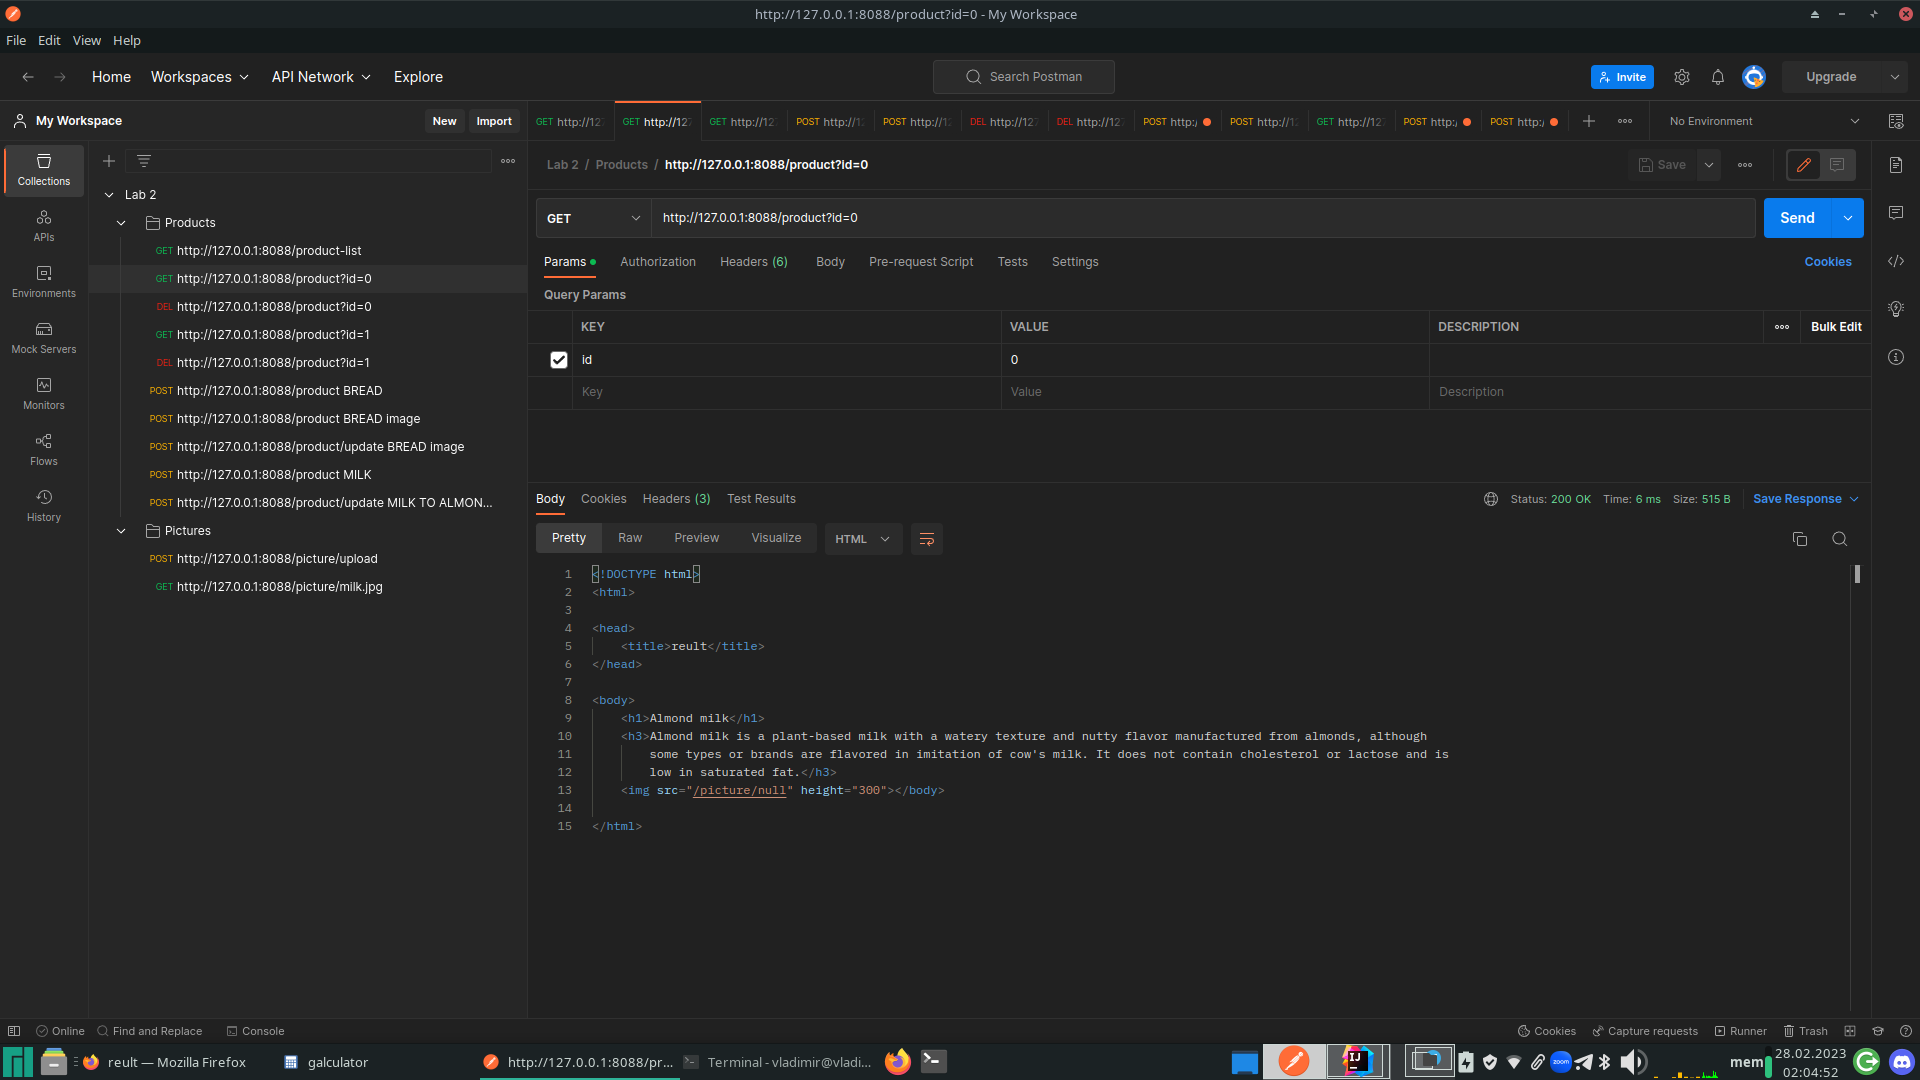 http://127.0.0.1:8088/product?id=0 - My Workspace
File Edit View Help
Home Workspaces API Network Explore
Search Postman
Invite
Upgrade
My Workspace
New Import
GET http://12
GET http://12
GET http://12
POST http://1
POST http://1
DEL http://12
DEL http://12
POST http:/
POST http://1
GET http://12
POST http:/
POST http:/
No Environment
Collections
APIs
Environments
Mock Servers
Monitors
Flows
History
Lab 2
Products
GET http://127.0.0.1:8088/product-list
GET http://127.0.0.1:8088/product?id=0
DEL http://127.0.0.1:8088/product?id=0
GET http://127.0.0.1:8088/product?id=1
DEL http://127.0.0.1:8088/product?id=1
POST http://127.0.0.1:8088/product BREAD
POST http://127.0.0.1:8088/product BREAD image
POST http://127.0.0.1:8088/product/update BREAD image
POST http://127.0.0.1:8088/product MILK
POST http://127.0.0.1:8088/product/update MILK TO ALMON...
Pictures
POST http://127.0.0.1:8088/picture/upload
GET http://127.0.0.1:8088/picture/milk.jpg
Lab 2 / Products / http://127.0.0.1:8088/product?id=0
Save
GET http://127.0.0.1:8088/product?id=0
Send
Params Authorization Headers (6) Body Pre-request Script Tests Settings
Cookies
Query Params
KEY VALUE DESCRIPTION Bulk Edit
id 0
Key Value Description
Body Cookies Headers (3) Test Results
Status: 200 OK Time: 6 ms Size: 515 B Save Response
Pretty Raw Preview Visualize HTML
1 <!DOCTYPE html>
2 <html>
3
4 <head>
5 <title>reult</title>
6 </head>
7
8 <body>
9 <h1>Almond milk</h1>
10 <h3>Almond milk is a plant-based milk with a watery texture and nutty flavor manufactured from almonds, although
11 some types or brands are flavored in imitation of cow's milk. It does not contain cholesterol or lactose and is
12 low in saturated fat.</h3>
13 <img src="/picture/null" height="300"></body>
14
15 </html>
Online Find and Replace Console
Cookies Capture requests Runner Trash
reult — Mozilla Firefox
galculator
http://127.0.0.1:8088/pr...
Terminal - vladimir@vladi...
zoom
mem
28.02.2023
02:04:52